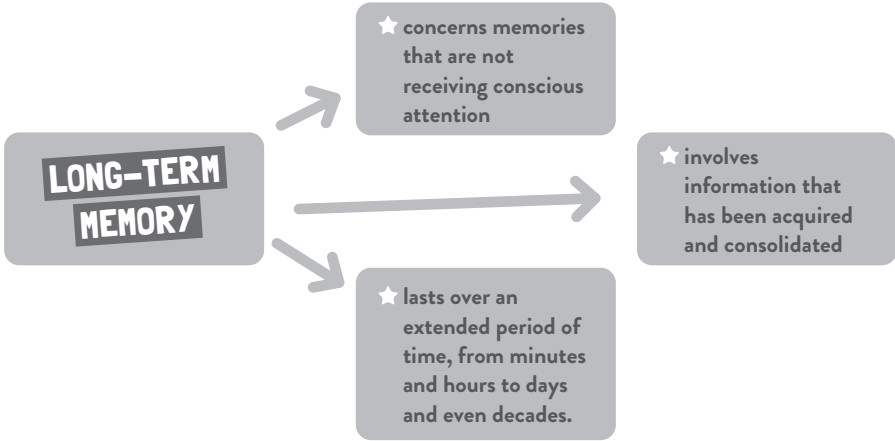 LONG-TERM
MEMORY
concerns memories
that are not
receiving conscious
attention
involves
information that
has been acquired
and consolidated
lasts over an
extended period of
time, from minutes
and hours to days
and even decades.